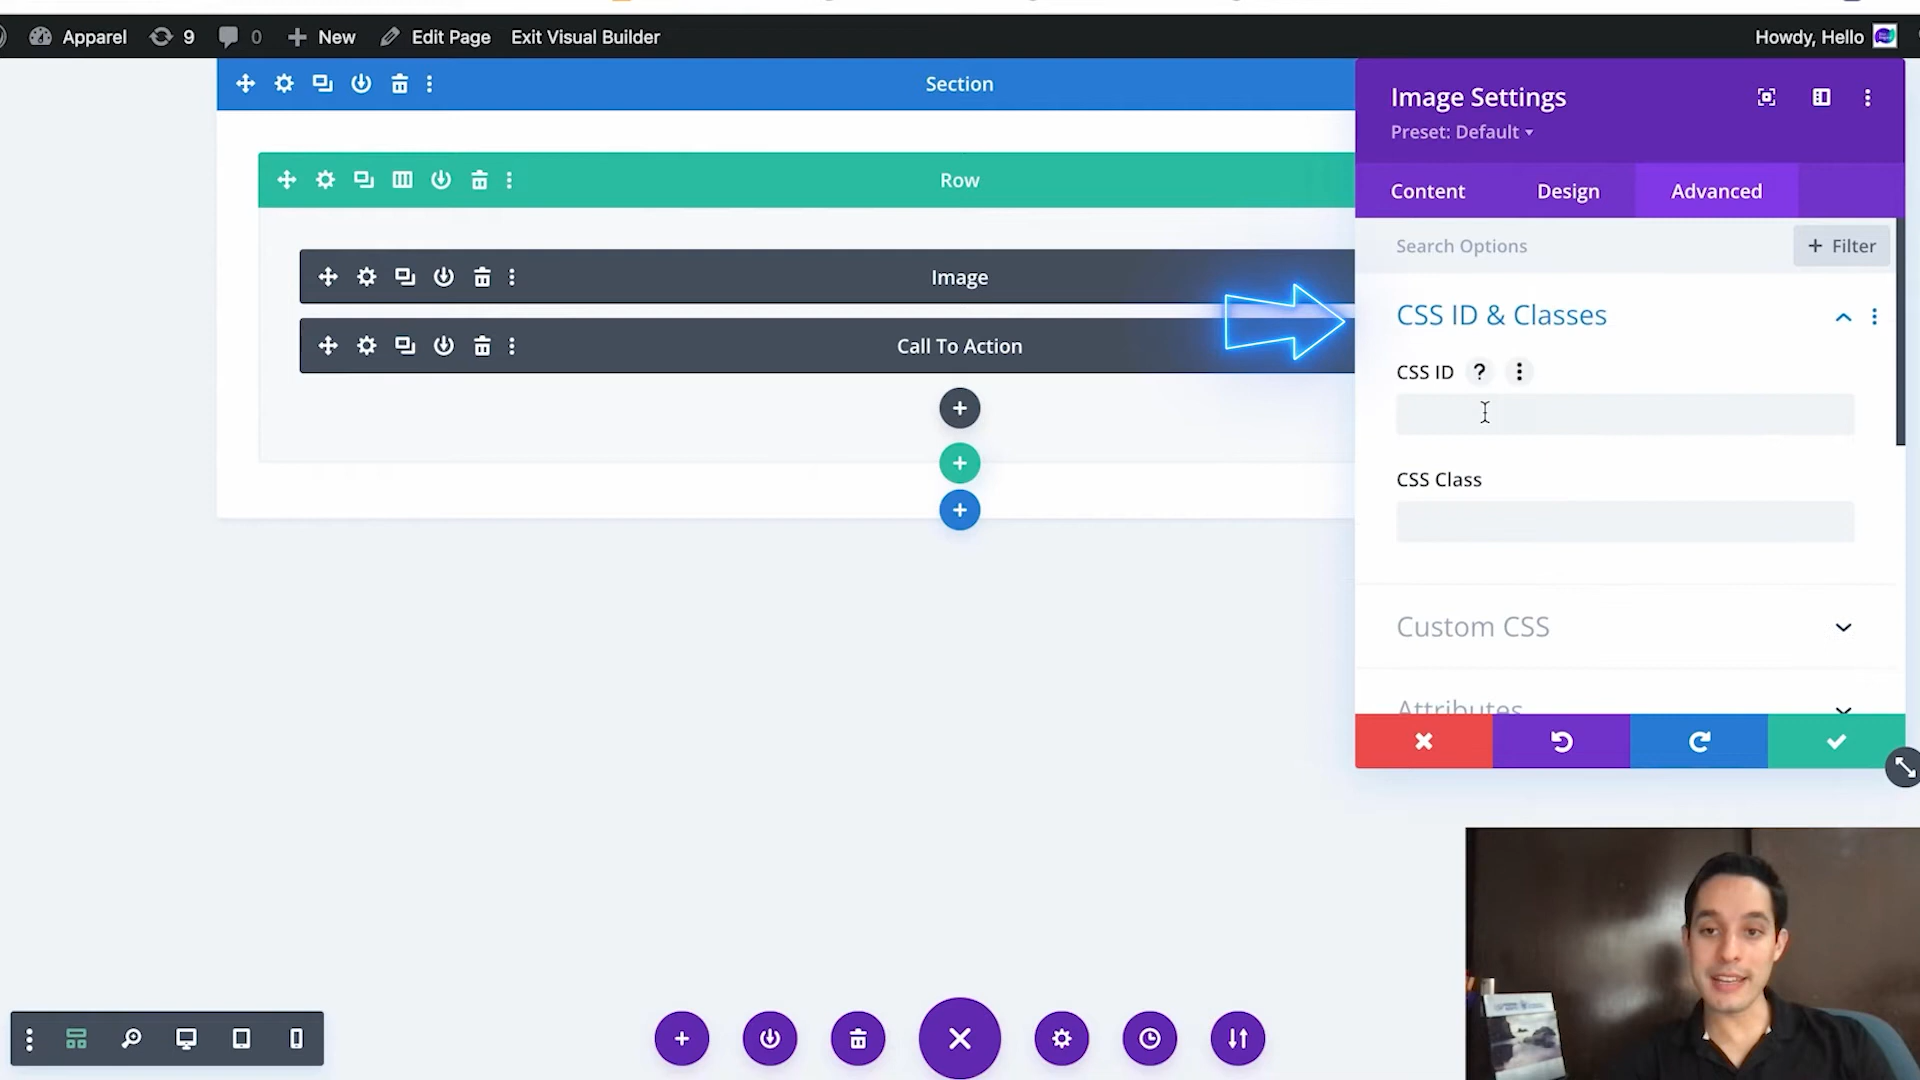 Apparel 9 0 New Edit Page Exit Visual Builder Howdy, Hello
Section
Row
Image
Call To Action
Image Settings
Preset: Default
Content Design Advanced
Search Options + Filter
CSS ID & Classes
CSS ID ?
CSS Class
Custom CSS
Attributes